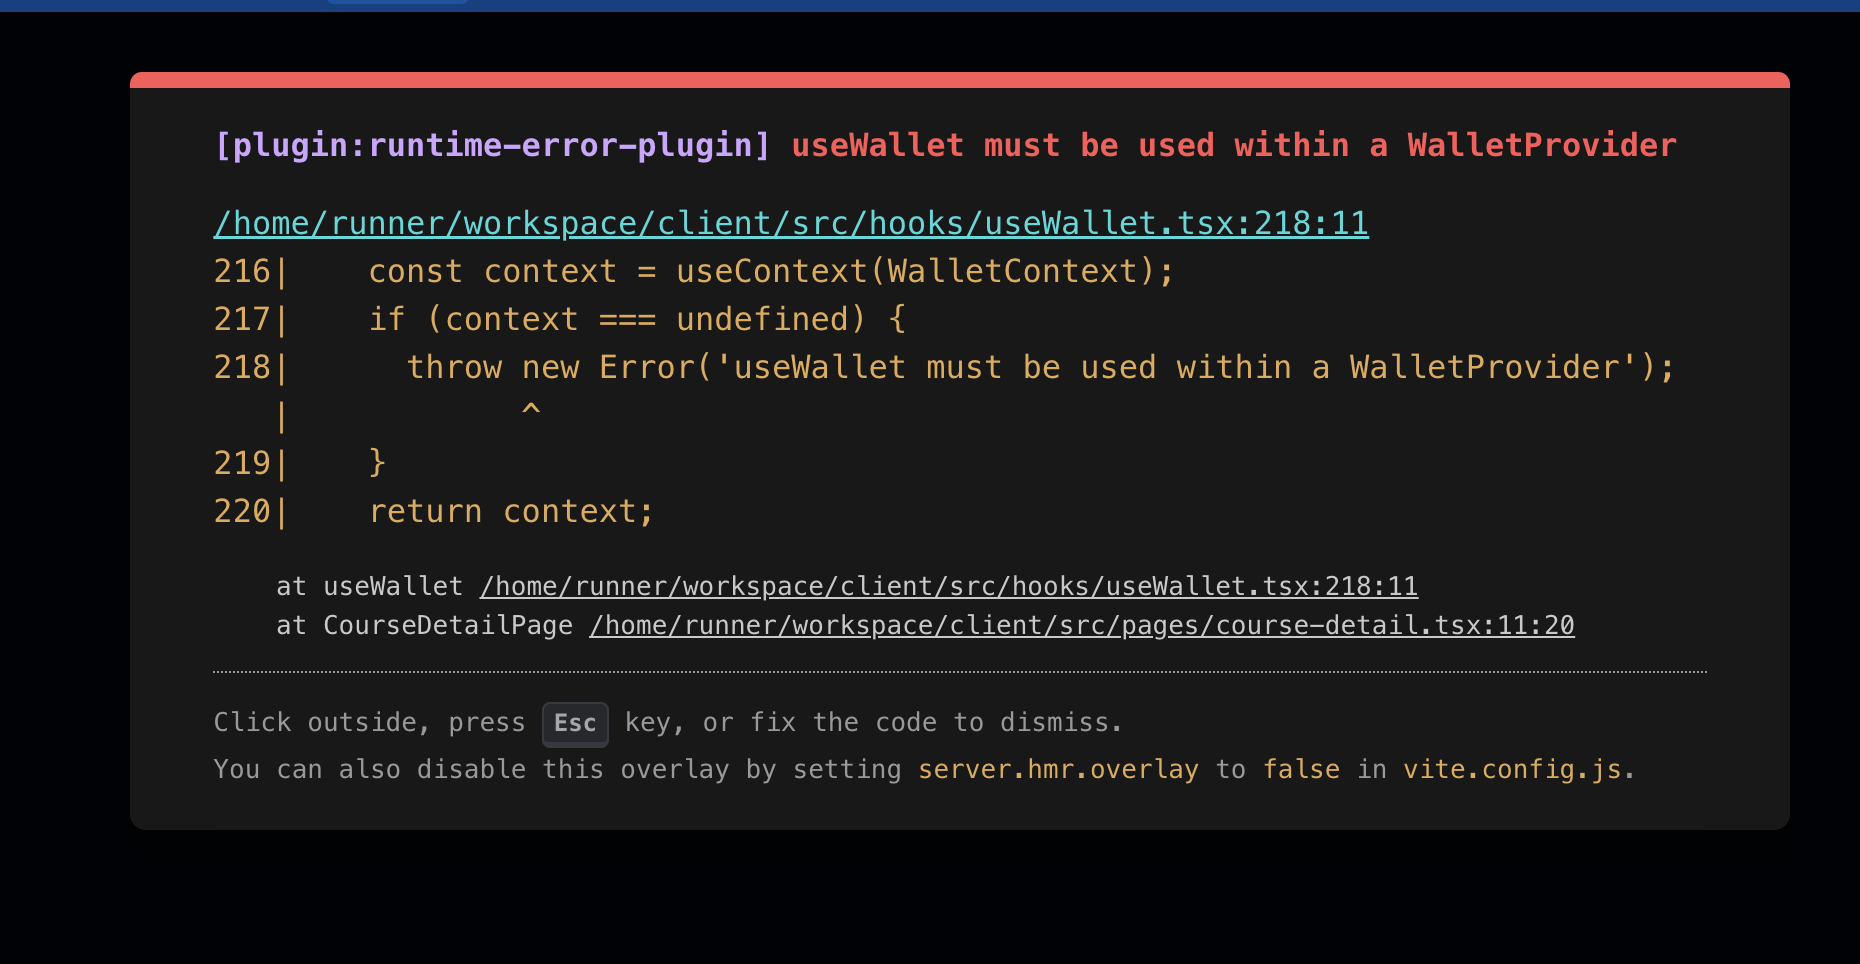 [plugin:runtime-error-plugin] useWallet must be used within a WalletProvider
/home/runner/workspace/client/src/hooks/useWallet.tsx:218:11
216|    const context = useContext(WalletContext);
217|    if (context === undefined) {
218|      throw new Error('useWallet must be used within a WalletProvider');
   |            ^
219|    }
220|    return context;
at useWallet /home/runner/workspace/client/src/hooks/useWallet.tsx:218:11
at CourseDetailPage /home/runner/workspace/client/src/pages/course-detail.tsx:11:20
Click outside, press Esc key, or fix the code to dismiss.
You can also disable this overlay by setting server.hmr.overlay to false in vite.config.js.